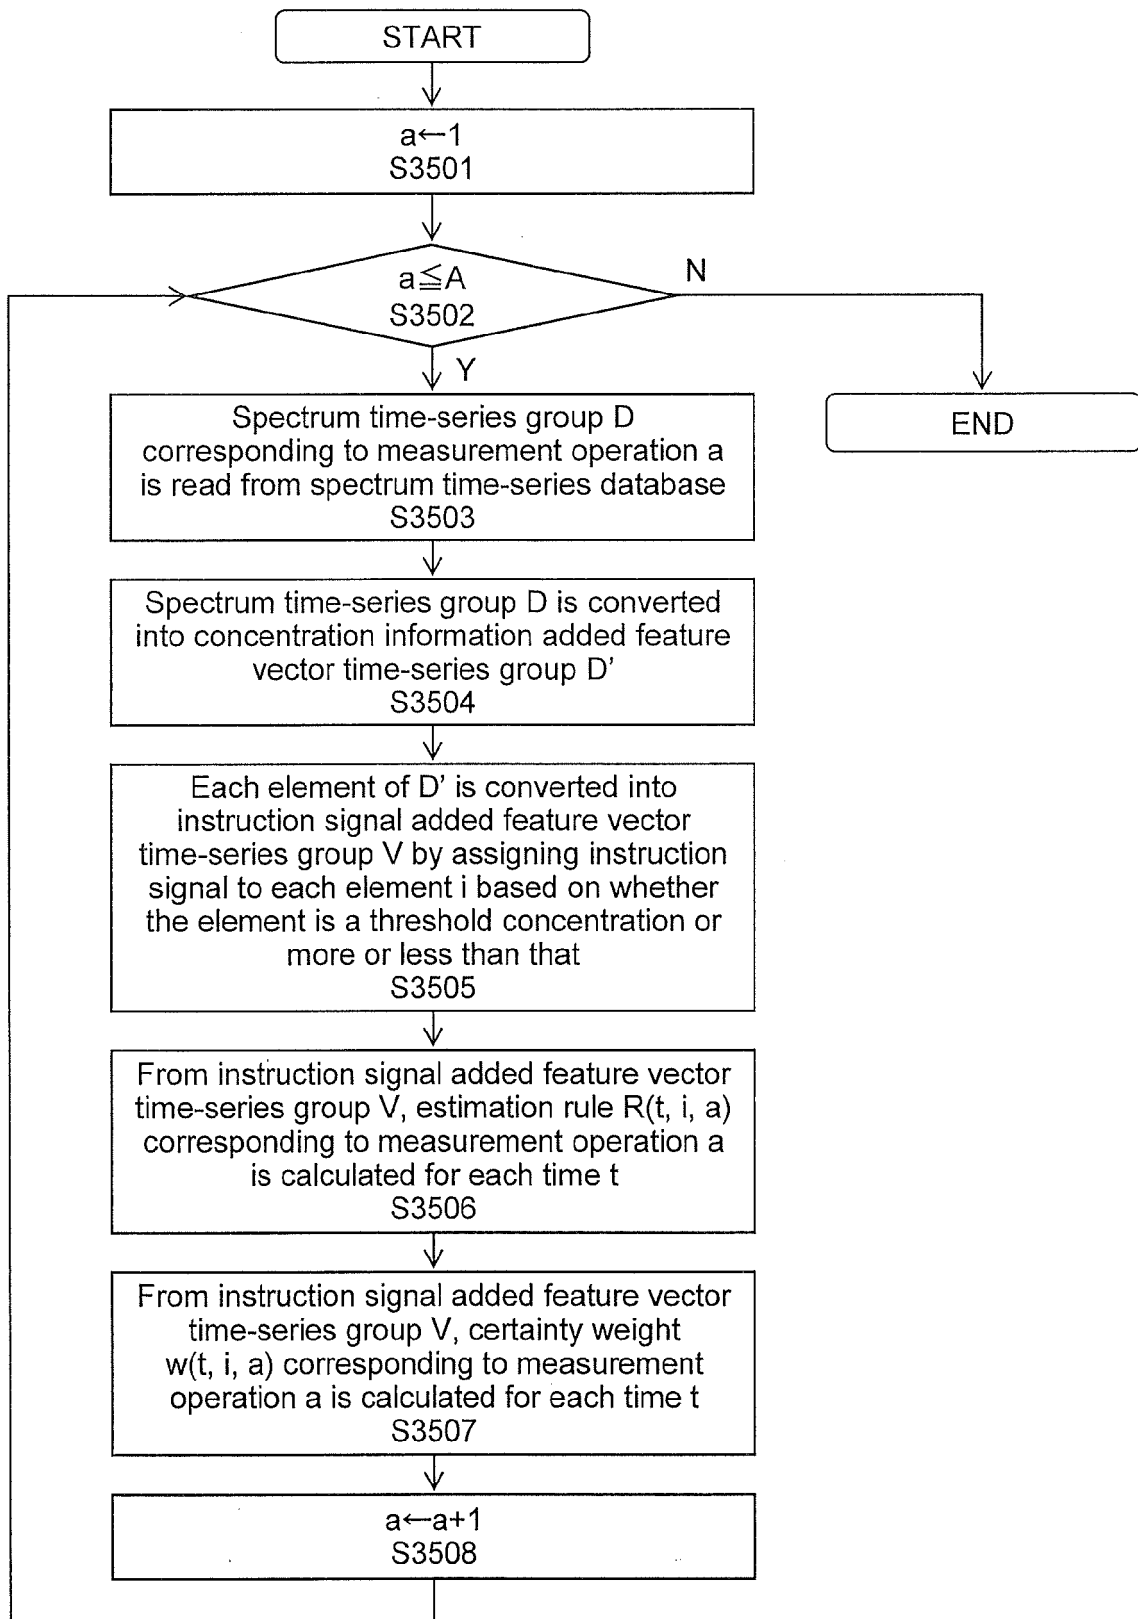 START
a←1
S3501
a≦A
S3502
N
Y
Spectrum time-series group D
corresponding to measurement operation a
is read from spectrum time-series database
S3503
END
Spectrum time-series group D is converted
into concentration information added feature
vector time-series group D’
S3504
Each element of D’ is converted into
instruction signal added feature vector
time-series group V by assigning instruction
signal to each element i based on whether
the element is a threshold concentration or
more or less than that
S3505
From instruction signal added feature vector
time-series group V, estimation rule R(t, i, a)
corresponding to measurement operation a
is calculated for each time t
S3506
From instruction signal added feature vector
time-series group V, certainty weight
w(t, i, a) corresponding to measurement
operation a is calculated for each time t
S3507
a←a+1
S3508